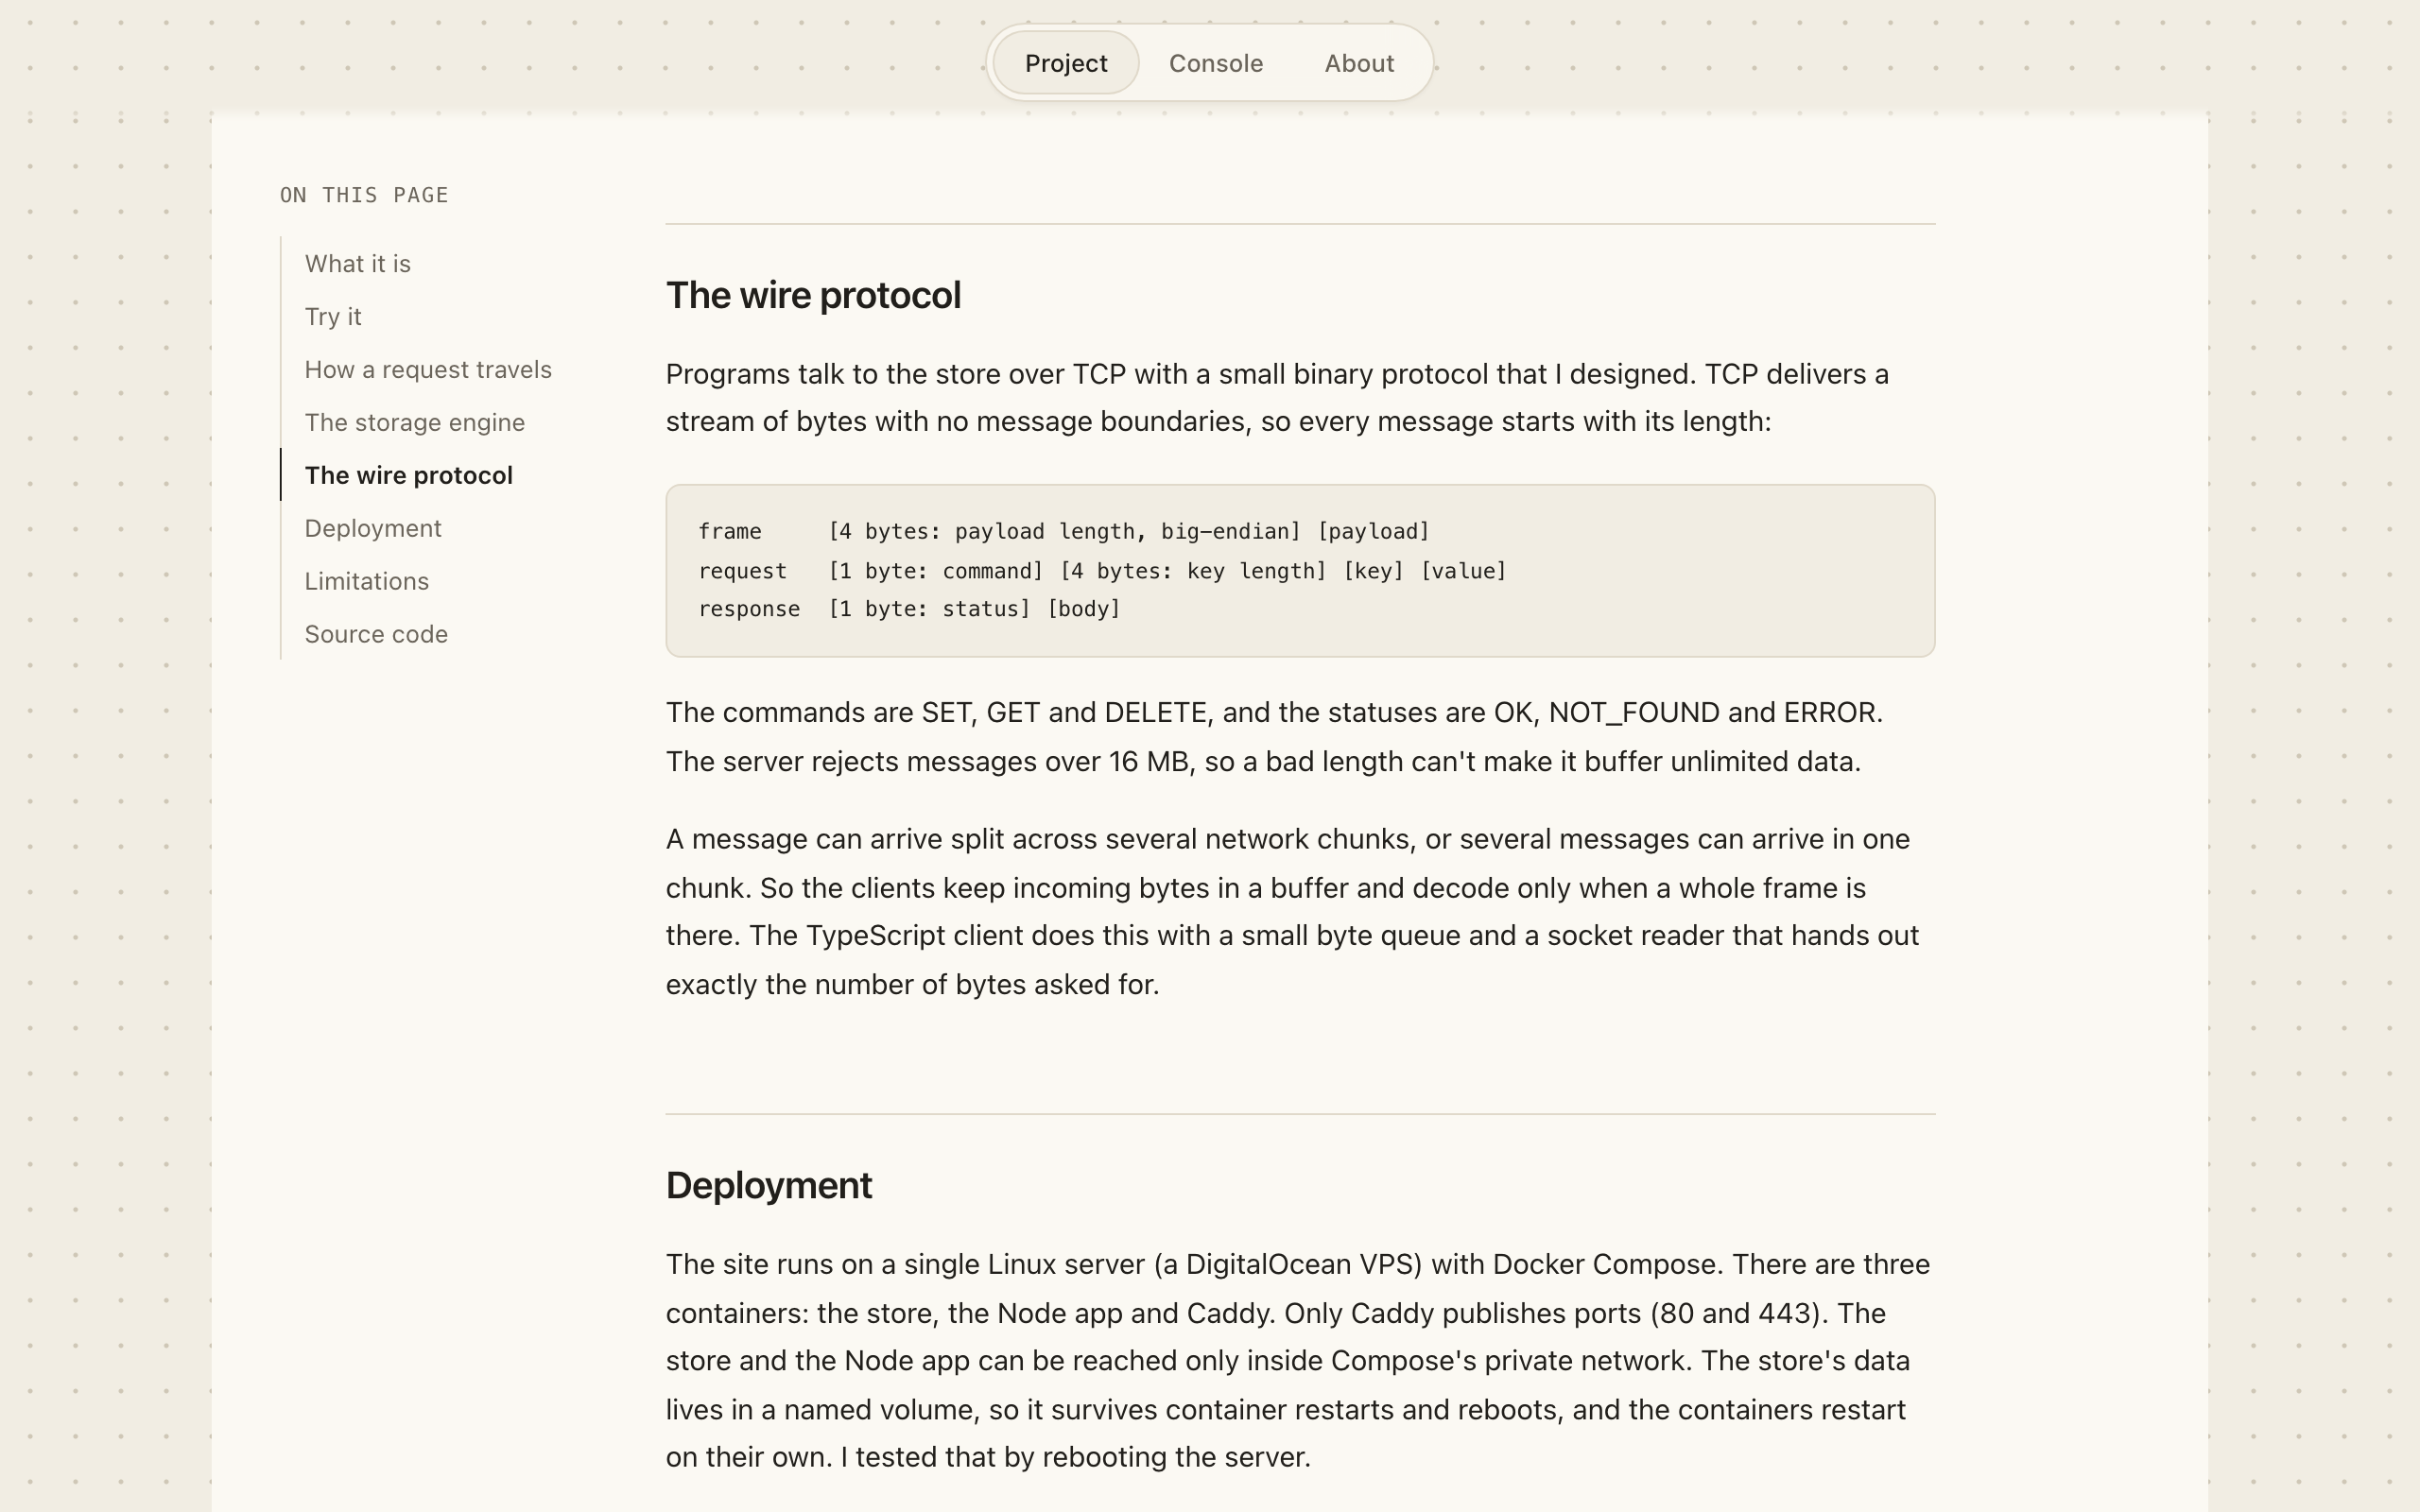 Project Console About
ON THIS PAGE
What it is
Try it
How a request travels
The storage engine
The wire protocol
Deployment
Limitations
Source code
The wire protocol
Programs talk to the store over TCP with a small binary protocol that I designed. TCP delivers a
stream of bytes with no message boundaries, so every message starts with its length:
frame     [4 bytes: payload length, big-endian] [payload]
request   [1 byte: command] [4 bytes: key length] [key] [value]
response  [1 byte: status] [body]
The commands are SET, GET and DELETE, and the statuses are OK, NOT_FOUND and ERROR.
The server rejects messages over 16 MB, so a bad length can't make it buffer unlimited data.
A message can arrive split across several network chunks, or several messages can arrive in one
chunk. So the clients keep incoming bytes in a buffer and decode only when a whole frame is
there. The TypeScript client does this with a small byte queue and a socket reader that hands out
exactly the number of bytes asked for.
Deployment
The site runs on a single Linux server (a DigitalOcean VPS) with Docker Compose. There are three
containers: the store, the Node app and Caddy. Only Caddy publishes ports (80 and 443). The
store and the Node app can be reached only inside Compose's private network. The store's data
lives in a named volume, so it survives container restarts and reboots, and the containers restart
on their own. I tested that by rebooting the server.